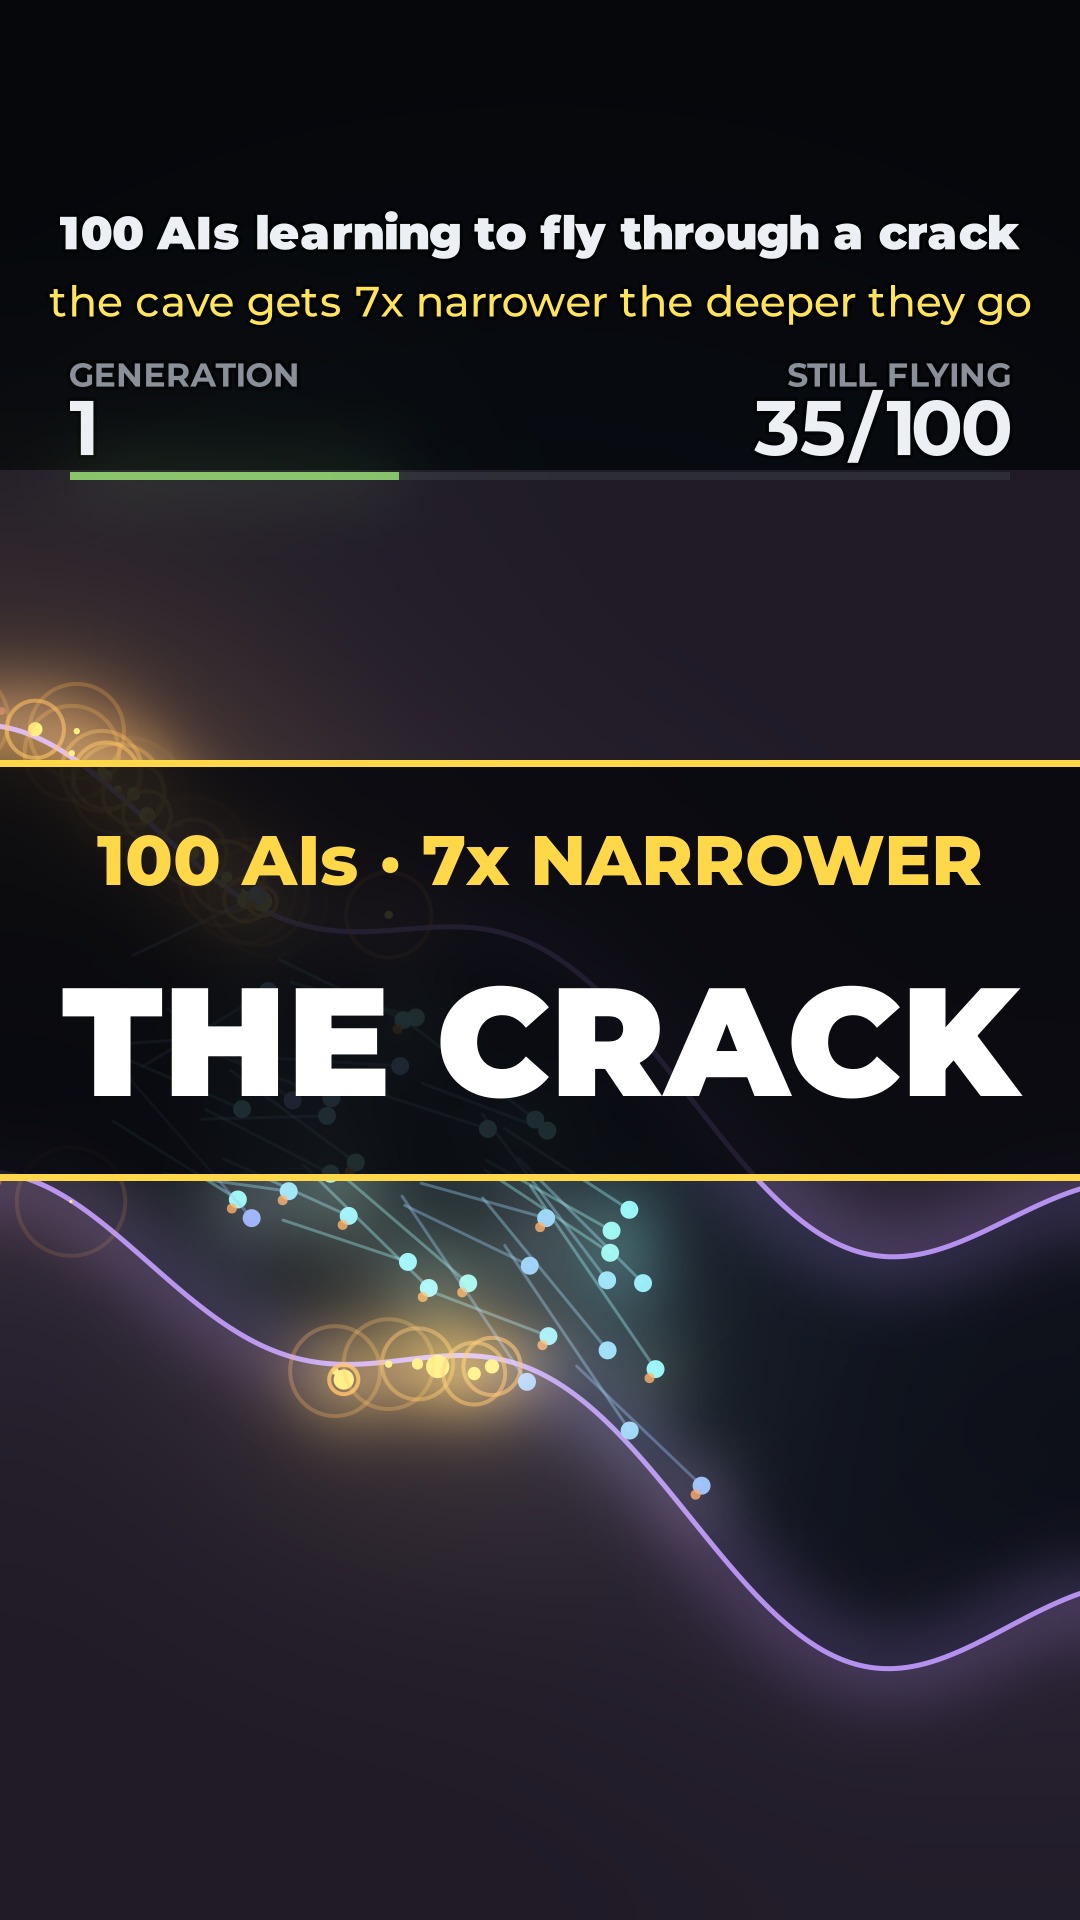 100 AIs learning to fly through a crack
the cave gets 7x narrower the deeper they go
GENERATION
1
STILL FLYING
35/100
100 AIs · 7x NARROWER
THE CRACK